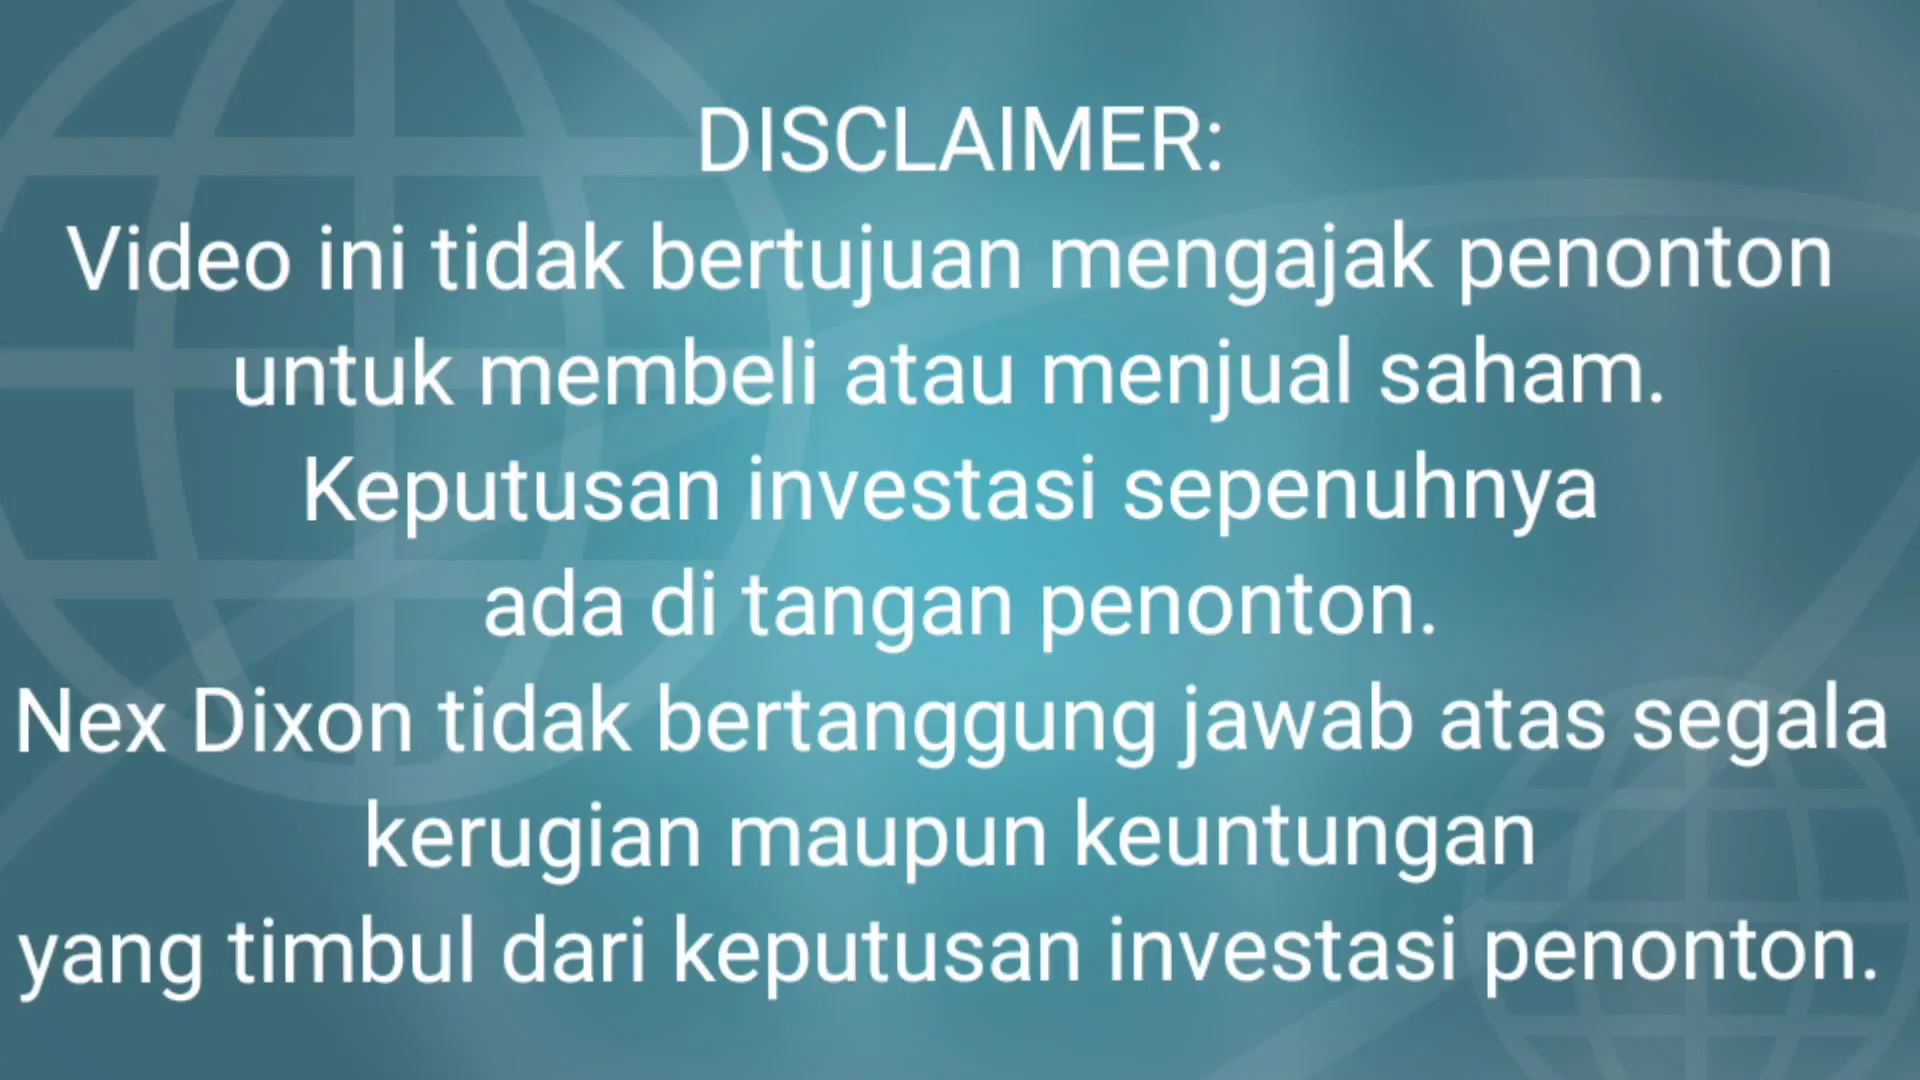 DISCLAIMER:
Video ini tidak bertujuan mengajak penonton
untuk membeli atau menjual saham.
Keputusan investasi sepenuhnya
ada di tangan penonton.
Nex Dixon tidak bertanggung jawab atas segala
kerugian maupun keuntungan
yang timbul dari keputusan investasi penonton.